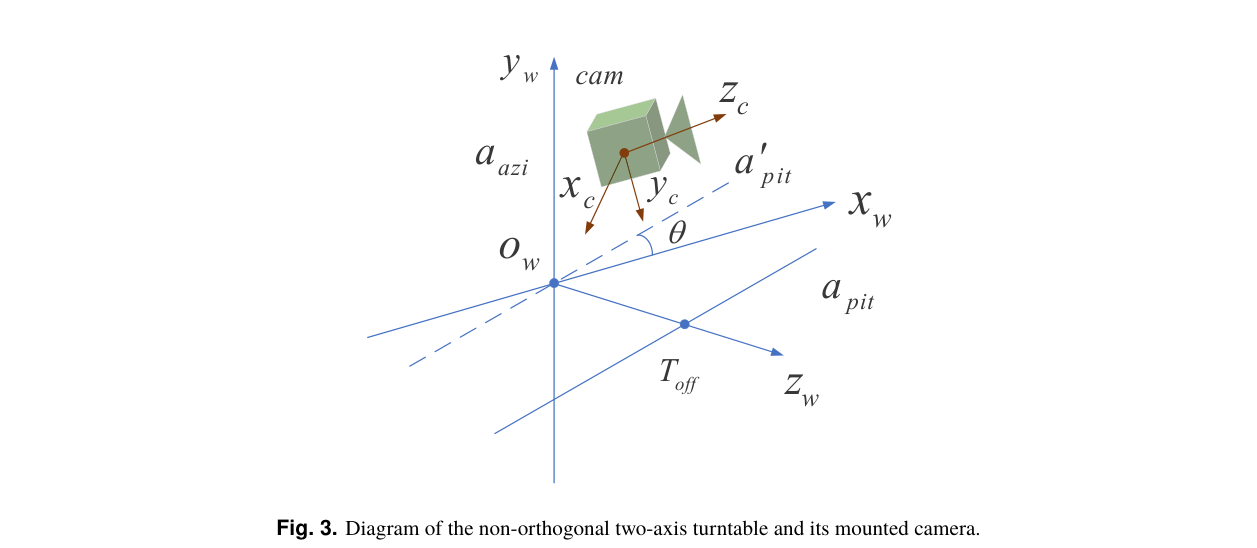 y_w
cam
z_c
a_azi
a'_pit
x_c
y_c
x_w
θ
o_w
a_pit
T_off
z_w
Fig. 3. Diagram of the non-orthogonal two-axis turntable and its mounted camera.